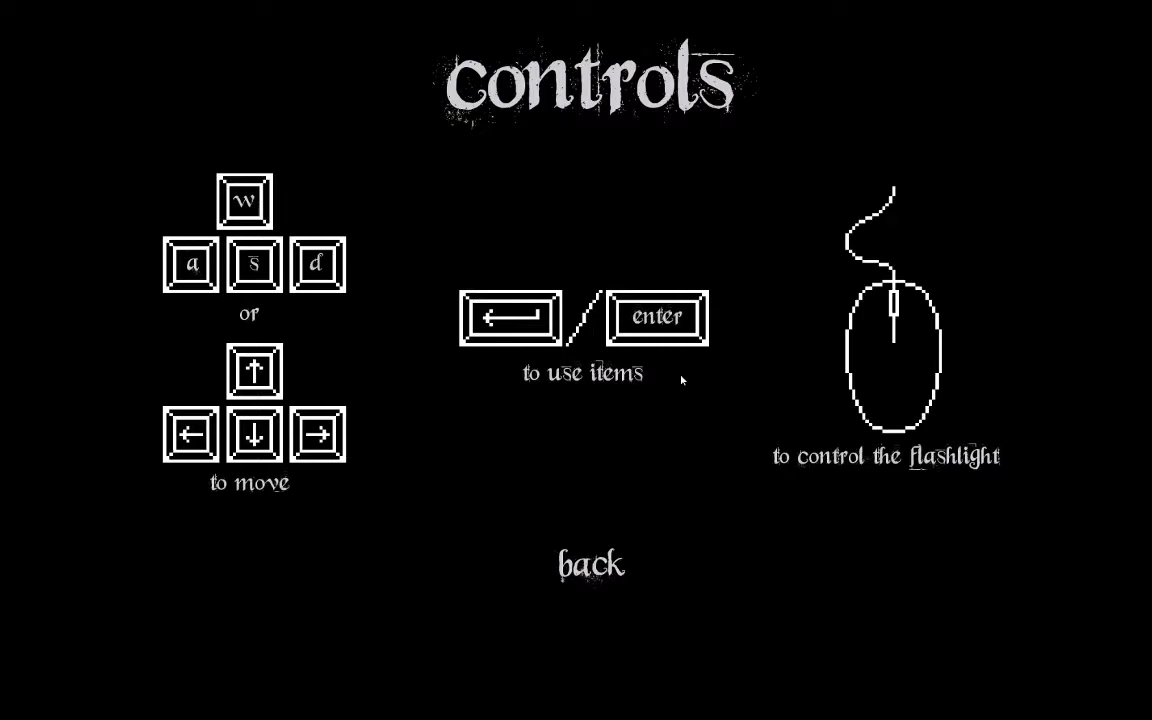 controls
w
a s d
or
↑
← ↓ →
to move
← / enter
to use items
to control the flashlight
back